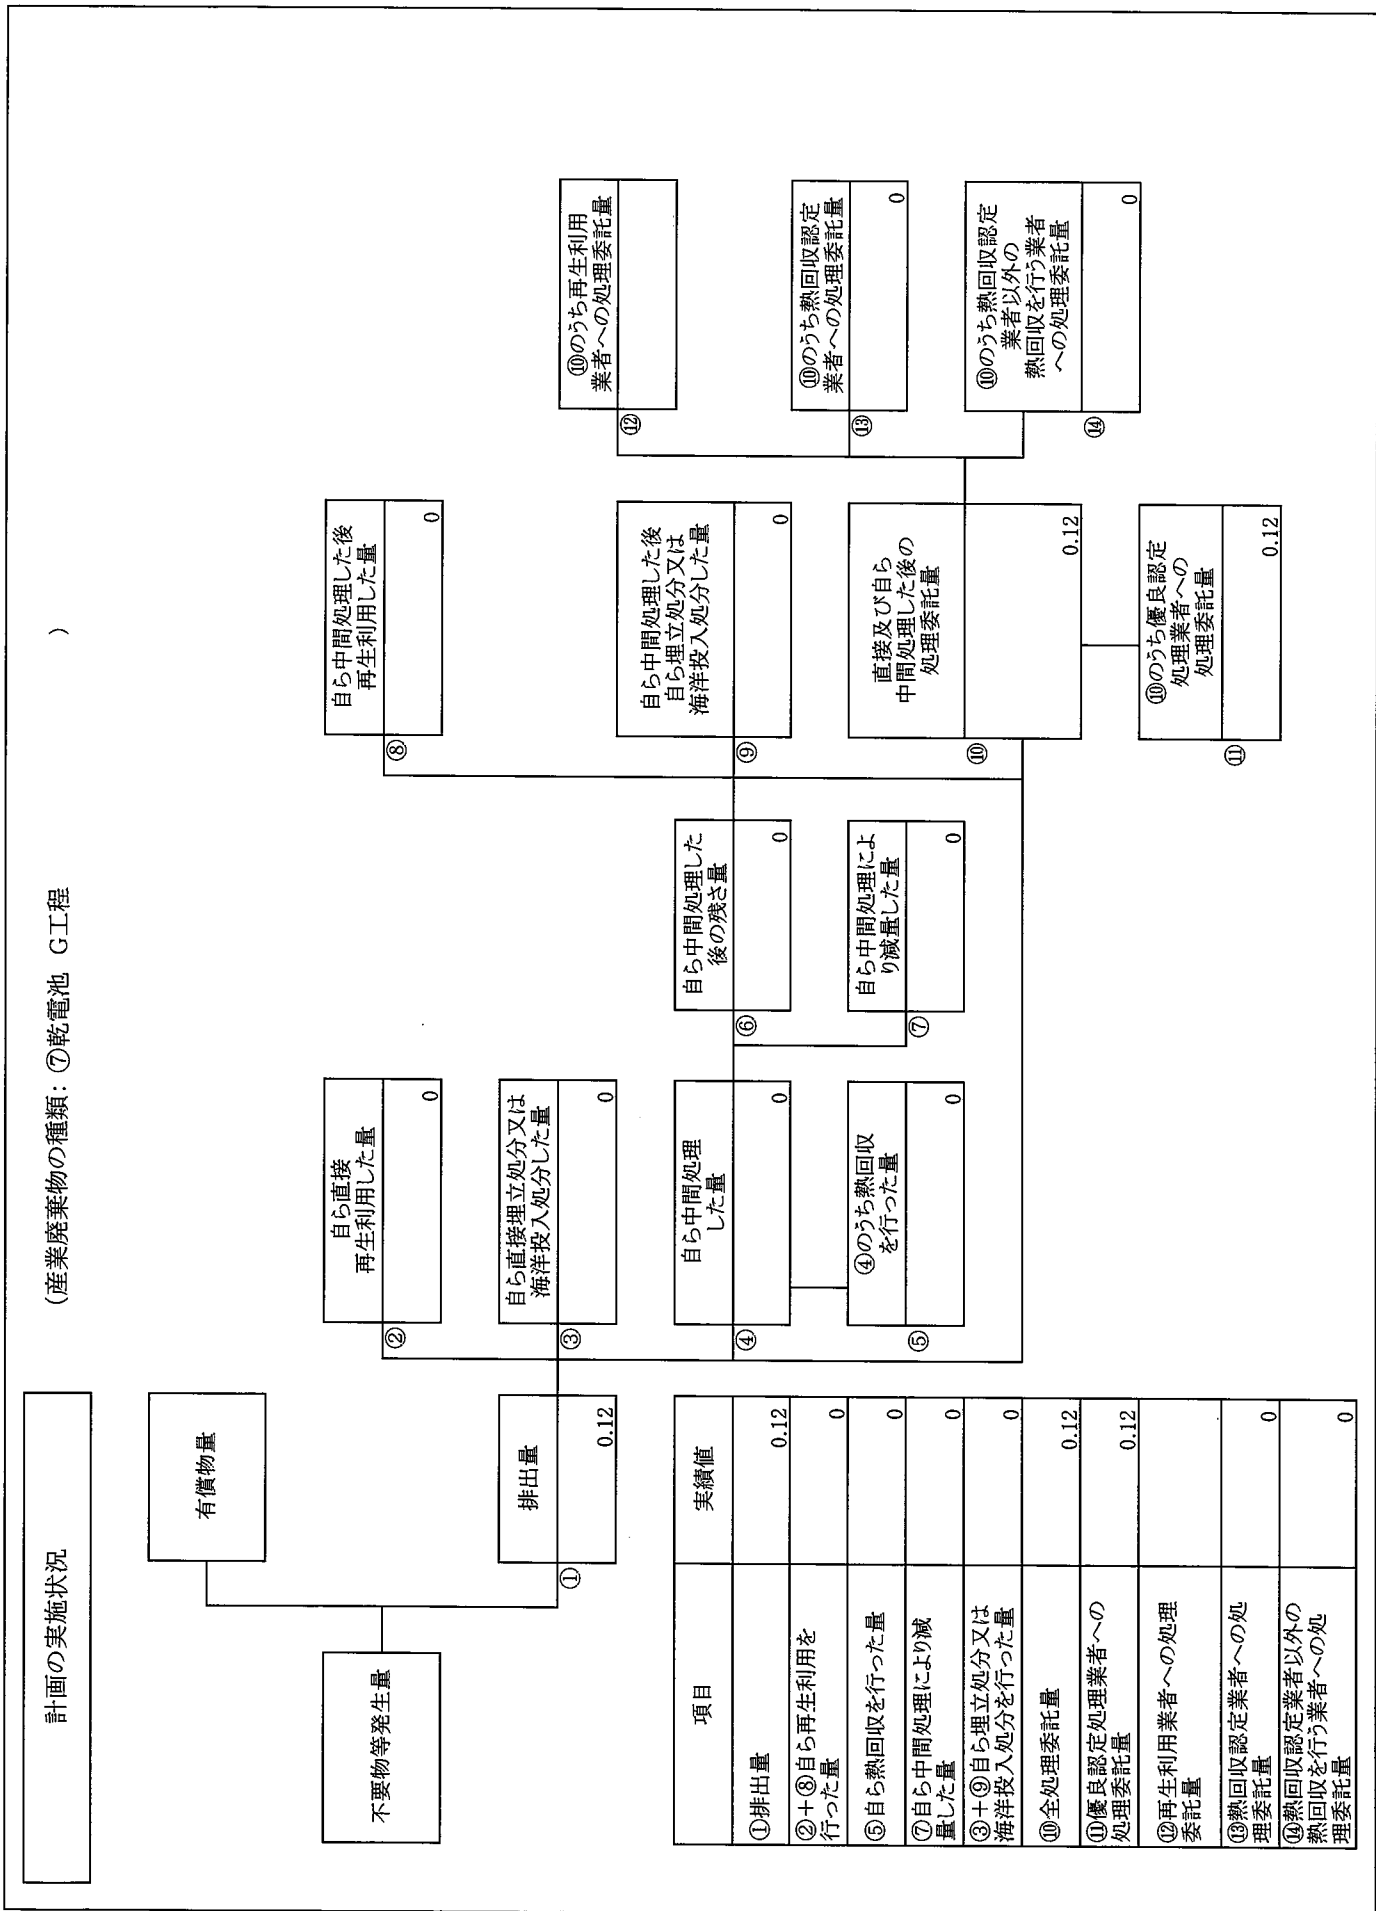 計画の実施状況
(産業廃棄物の種類: ⑦乾電池 G工程 )
不要物等発生量
有償物量
①
排出量
0.12
②
自ら直接
再生利用した量
0
③
自ら直接埋立処分又は
海洋投入処分した量
0
④
自ら中間処理
した量
0
⑤
④のうち熱回収
を行った量
0
⑥
自ら中間処理した
後の残さ量
0
⑦
自ら中間処理によ
り減量した量
0
⑧
自ら中間処理した後
再生利用した量
0
⑨
自ら中間処理した後
自ら埋立処分又は
海洋投入処分した量
0
⑩
直接及び自ら
中間処理した後の
処理委託量
0.12
⑪
⑩のうち優良認定
処理業者への
処理委託量
0.12
⑫
⑩のうち再生利用
業者への処理委託量
⑬
⑩のうち熱回収認定
業者への処理委託量
0
⑭
⑩のうち熱回収認定
業者以外の
熱回収を行う業者
への処理委託量
0
項目 実績値
①排出量 0.12
②+⑧自ら再生利用を
行った量 0
⑤自ら熱回収を行った量 0
⑦自ら中間処理により減
量した量 0
③+⑨自ら埋立処分又は
海洋投入処分を行った量 0
⑩全処理委託量 0.12
⑪優良認定処理業者への
処理委託量 0.12
⑫再生利用業者への処理
委託量
⑬熱回収認定業者への処
理委託量 0
⑭熱回収認定業者以外の
熱回収を行う業者への処
理委託量 0